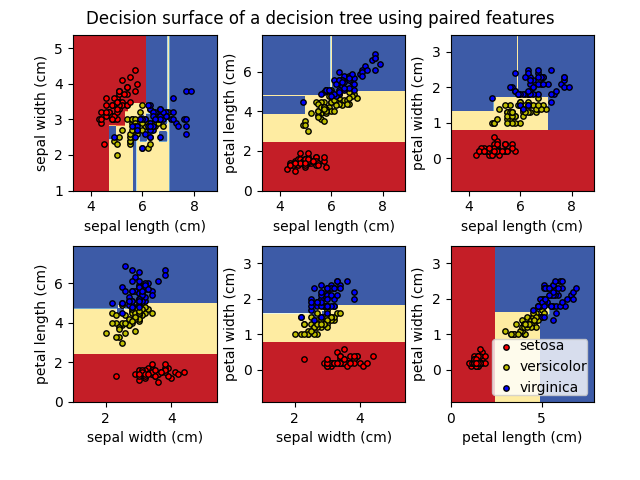 Decision surface of a decision tree using paired features
sepal width (cm)
5
4
3
2
1
4 6 8
sepal length (cm)
petal length (cm)
6
4
2
0
4 6 8
sepal length (cm)
petal width (cm)
3
2
1
0
4 6 8
sepal length (cm)
petal length (cm)
6
4
2
0
2 4
sepal width (cm)
petal width (cm)
3
2
1
0
2 4
sepal width (cm)
petal width (cm)
3
2
1
0
0 5
petal length (cm)
setosa
versicolor
virginica